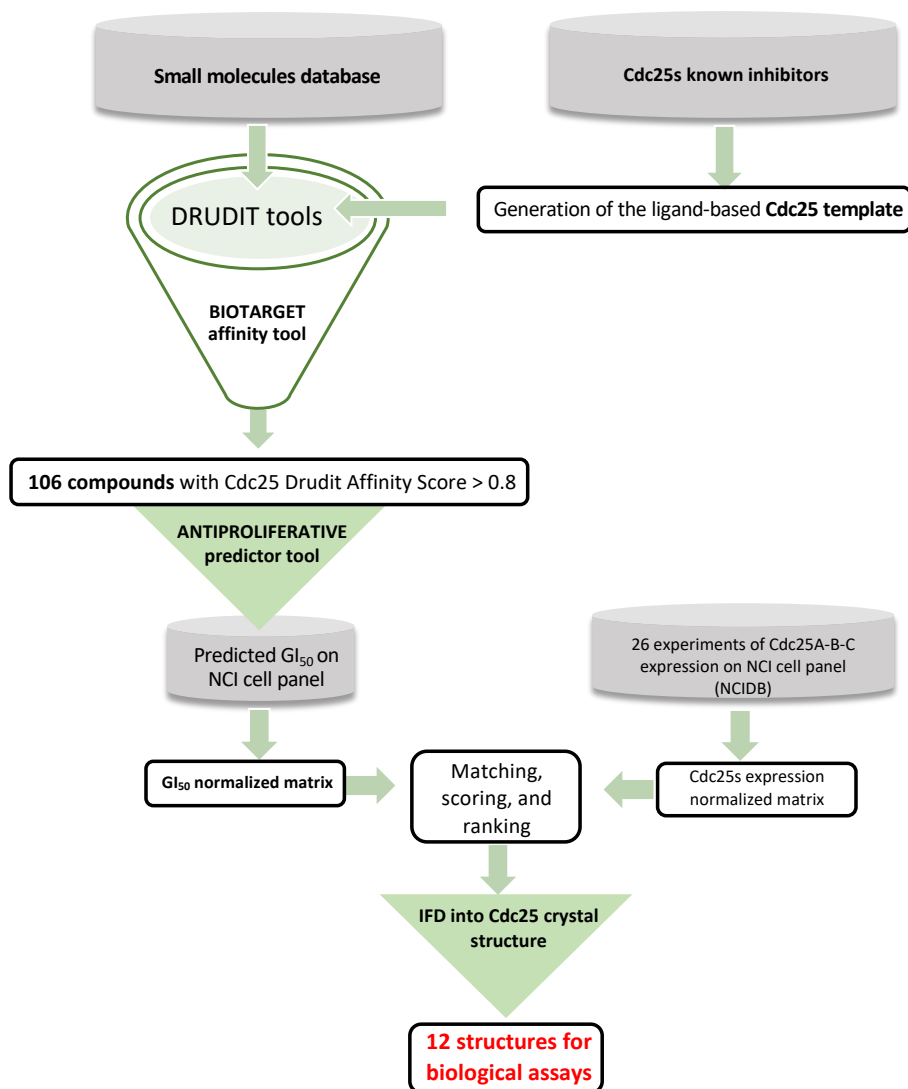 Small molecules database
Cdc25s known inhibitors
DRUDIT tools
Generation of the ligand-based Cdc25 template
BIOTARGET
affinity tool
106 compounds with Cdc25 Drudit Affinity Score > 0.8
ANTIPROLIFERATIVE
predictor tool
Predicted GI₅₀ on
NCI cell panel
26 experiments of Cdc25A-B-C
expression on NCI cell panel
(NCIDB)
GI₅₀ normalized matrix
Matching,
scoring, and
ranking
Cdc25s expression
normalized matrix
IFD into Cdc25 crystal
structure
12 structures for
biological assays